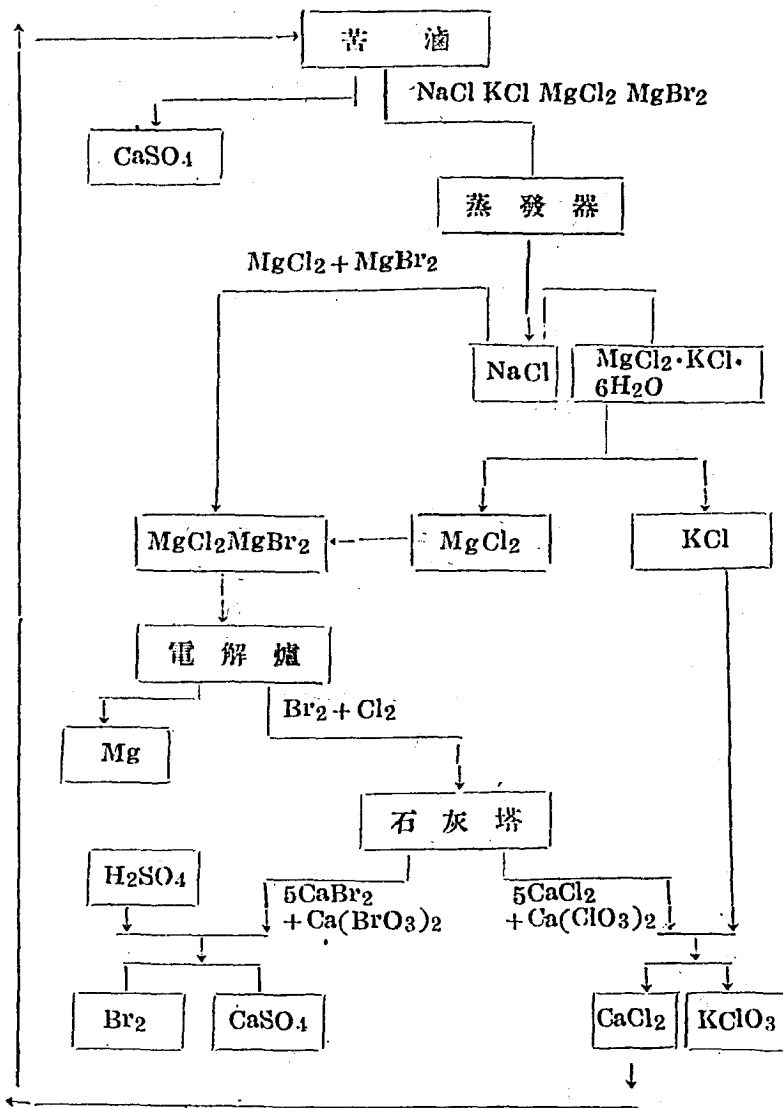 苦滷
NaCl KCl MgCl2 MgBr2
CaSO4
蒸發器
MgCl2+MgBr2
NaCl
MgCl2·KCl·
6H2O
MgCl2MgBr2
MgCl2
KCl
電解爐
Br2+Cl2
Mg
石灰塔
H2SO4
5CaBr2
+Ca(BrO3)2
5CaCl2
+Ca(ClO3)2
Br2
CaSO4
CaCl2
KClO3